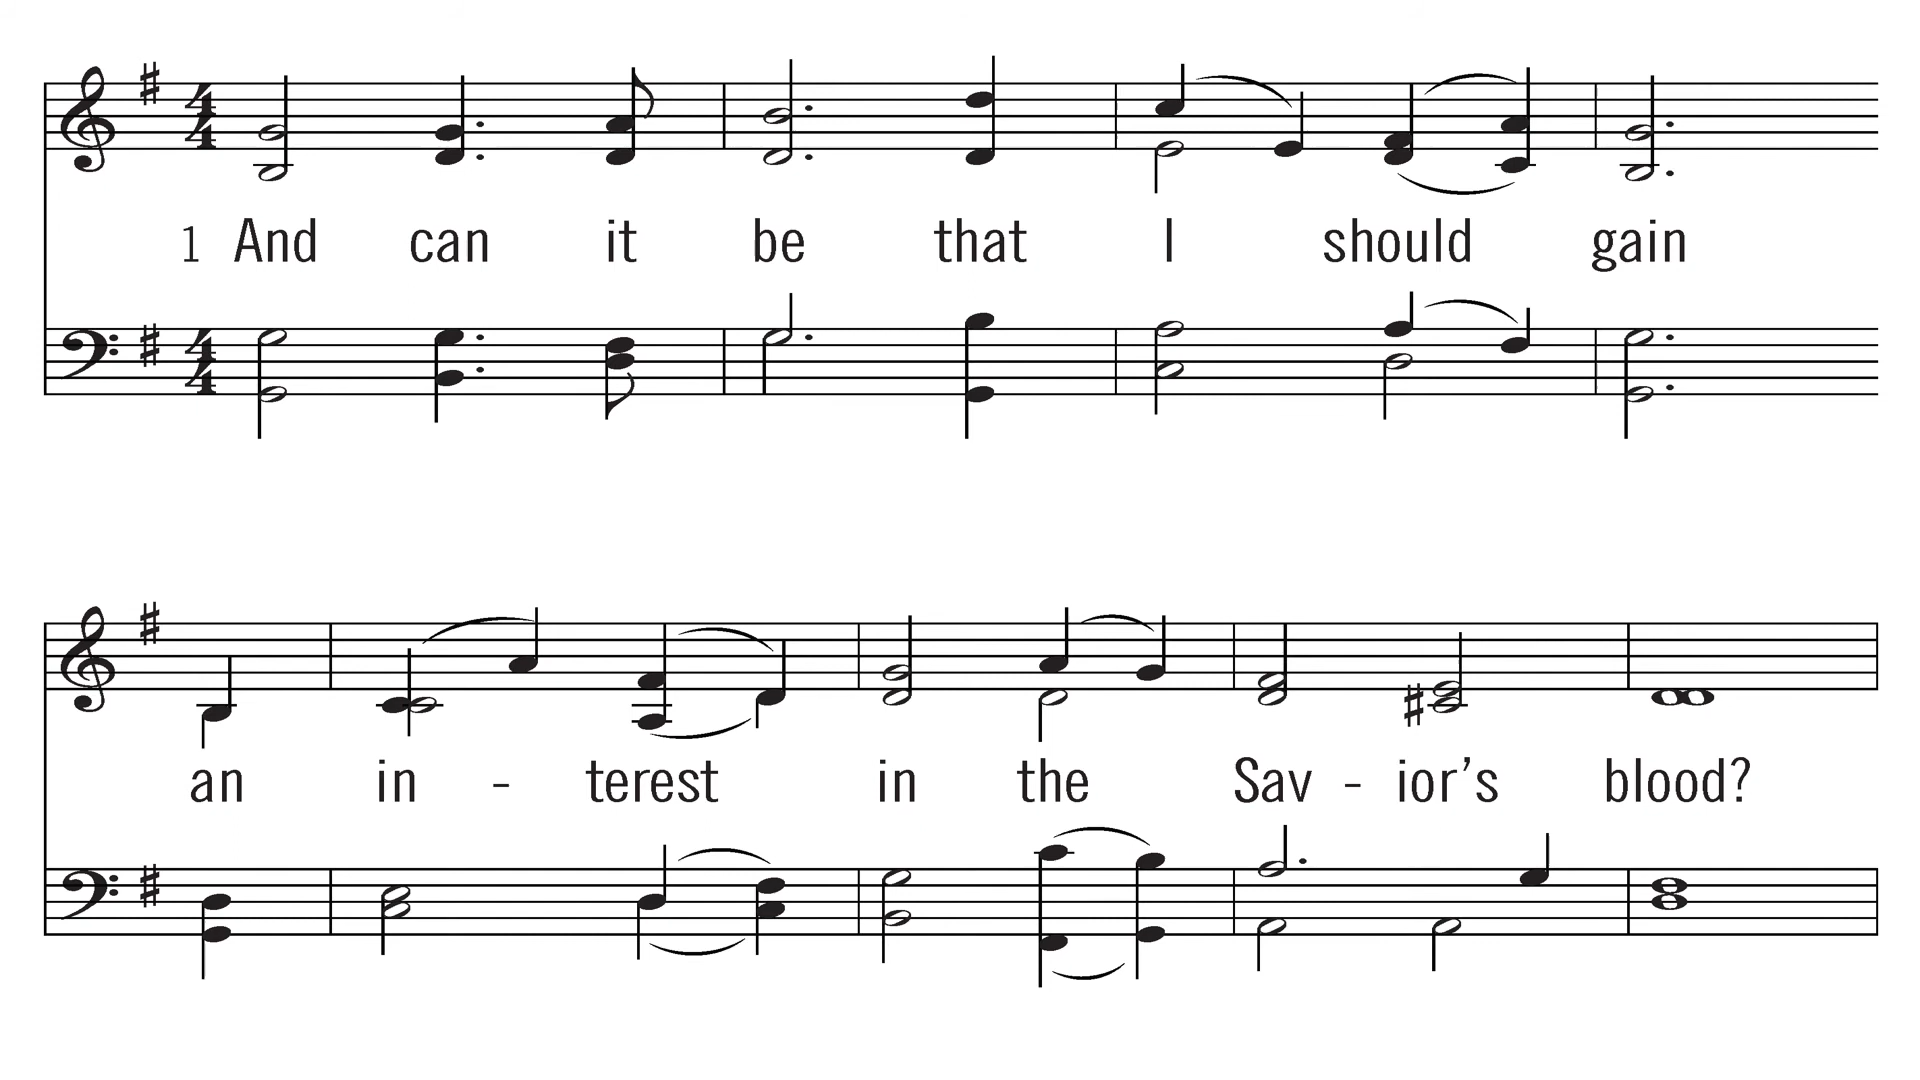 1 And can it be that I should gain
an in - terest in the Sav - ior’s blood?